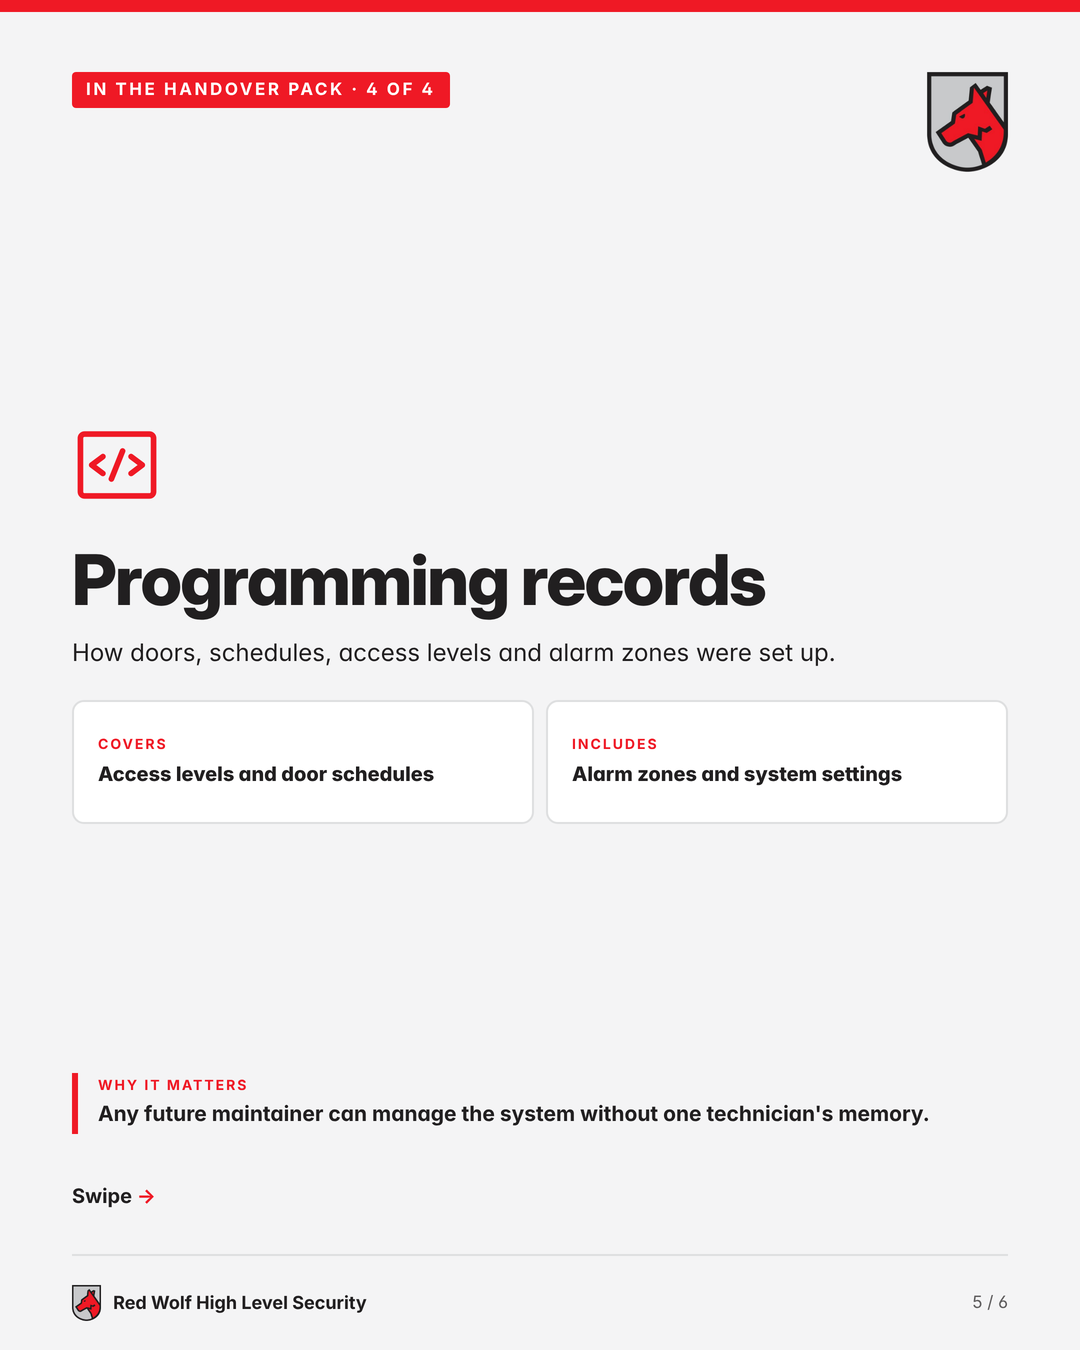 IN THE HANDOVER PACK · 4 OF 4
</>
Programming records
How doors, schedules, access levels and alarm zones were set up.
COVERS
Access levels and door schedules
INCLUDES
Alarm zones and system settings
WHY IT MATTERS
Any future maintainer can manage the system without one technician's memory.
Swipe →
Red Wolf High Level Security
5 / 6